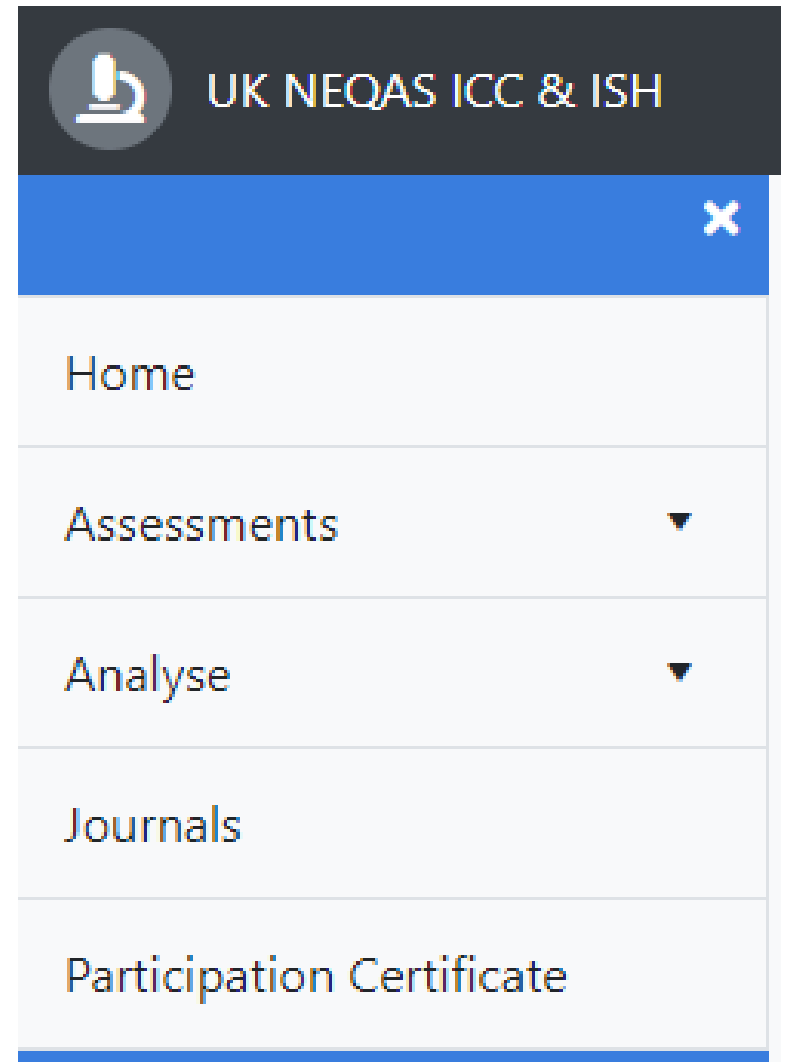 UK NEQAS ICC & ISH
Home
Assessments
Analyse
Journals
Participation Certificate